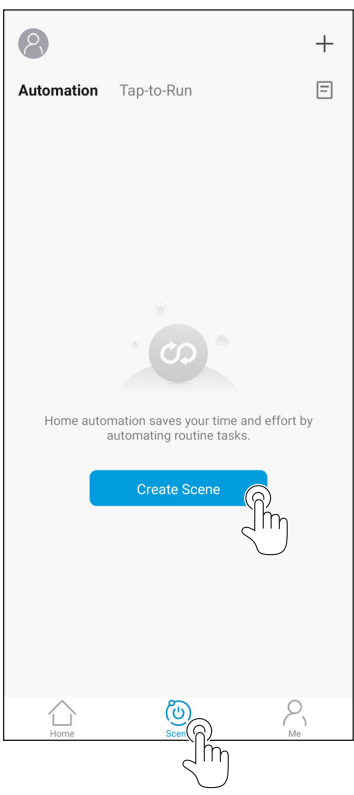 Automation Tap-to-Run
Home automation saves your time and effort by
automating routine tasks.
Create Scene
Home Scen Me